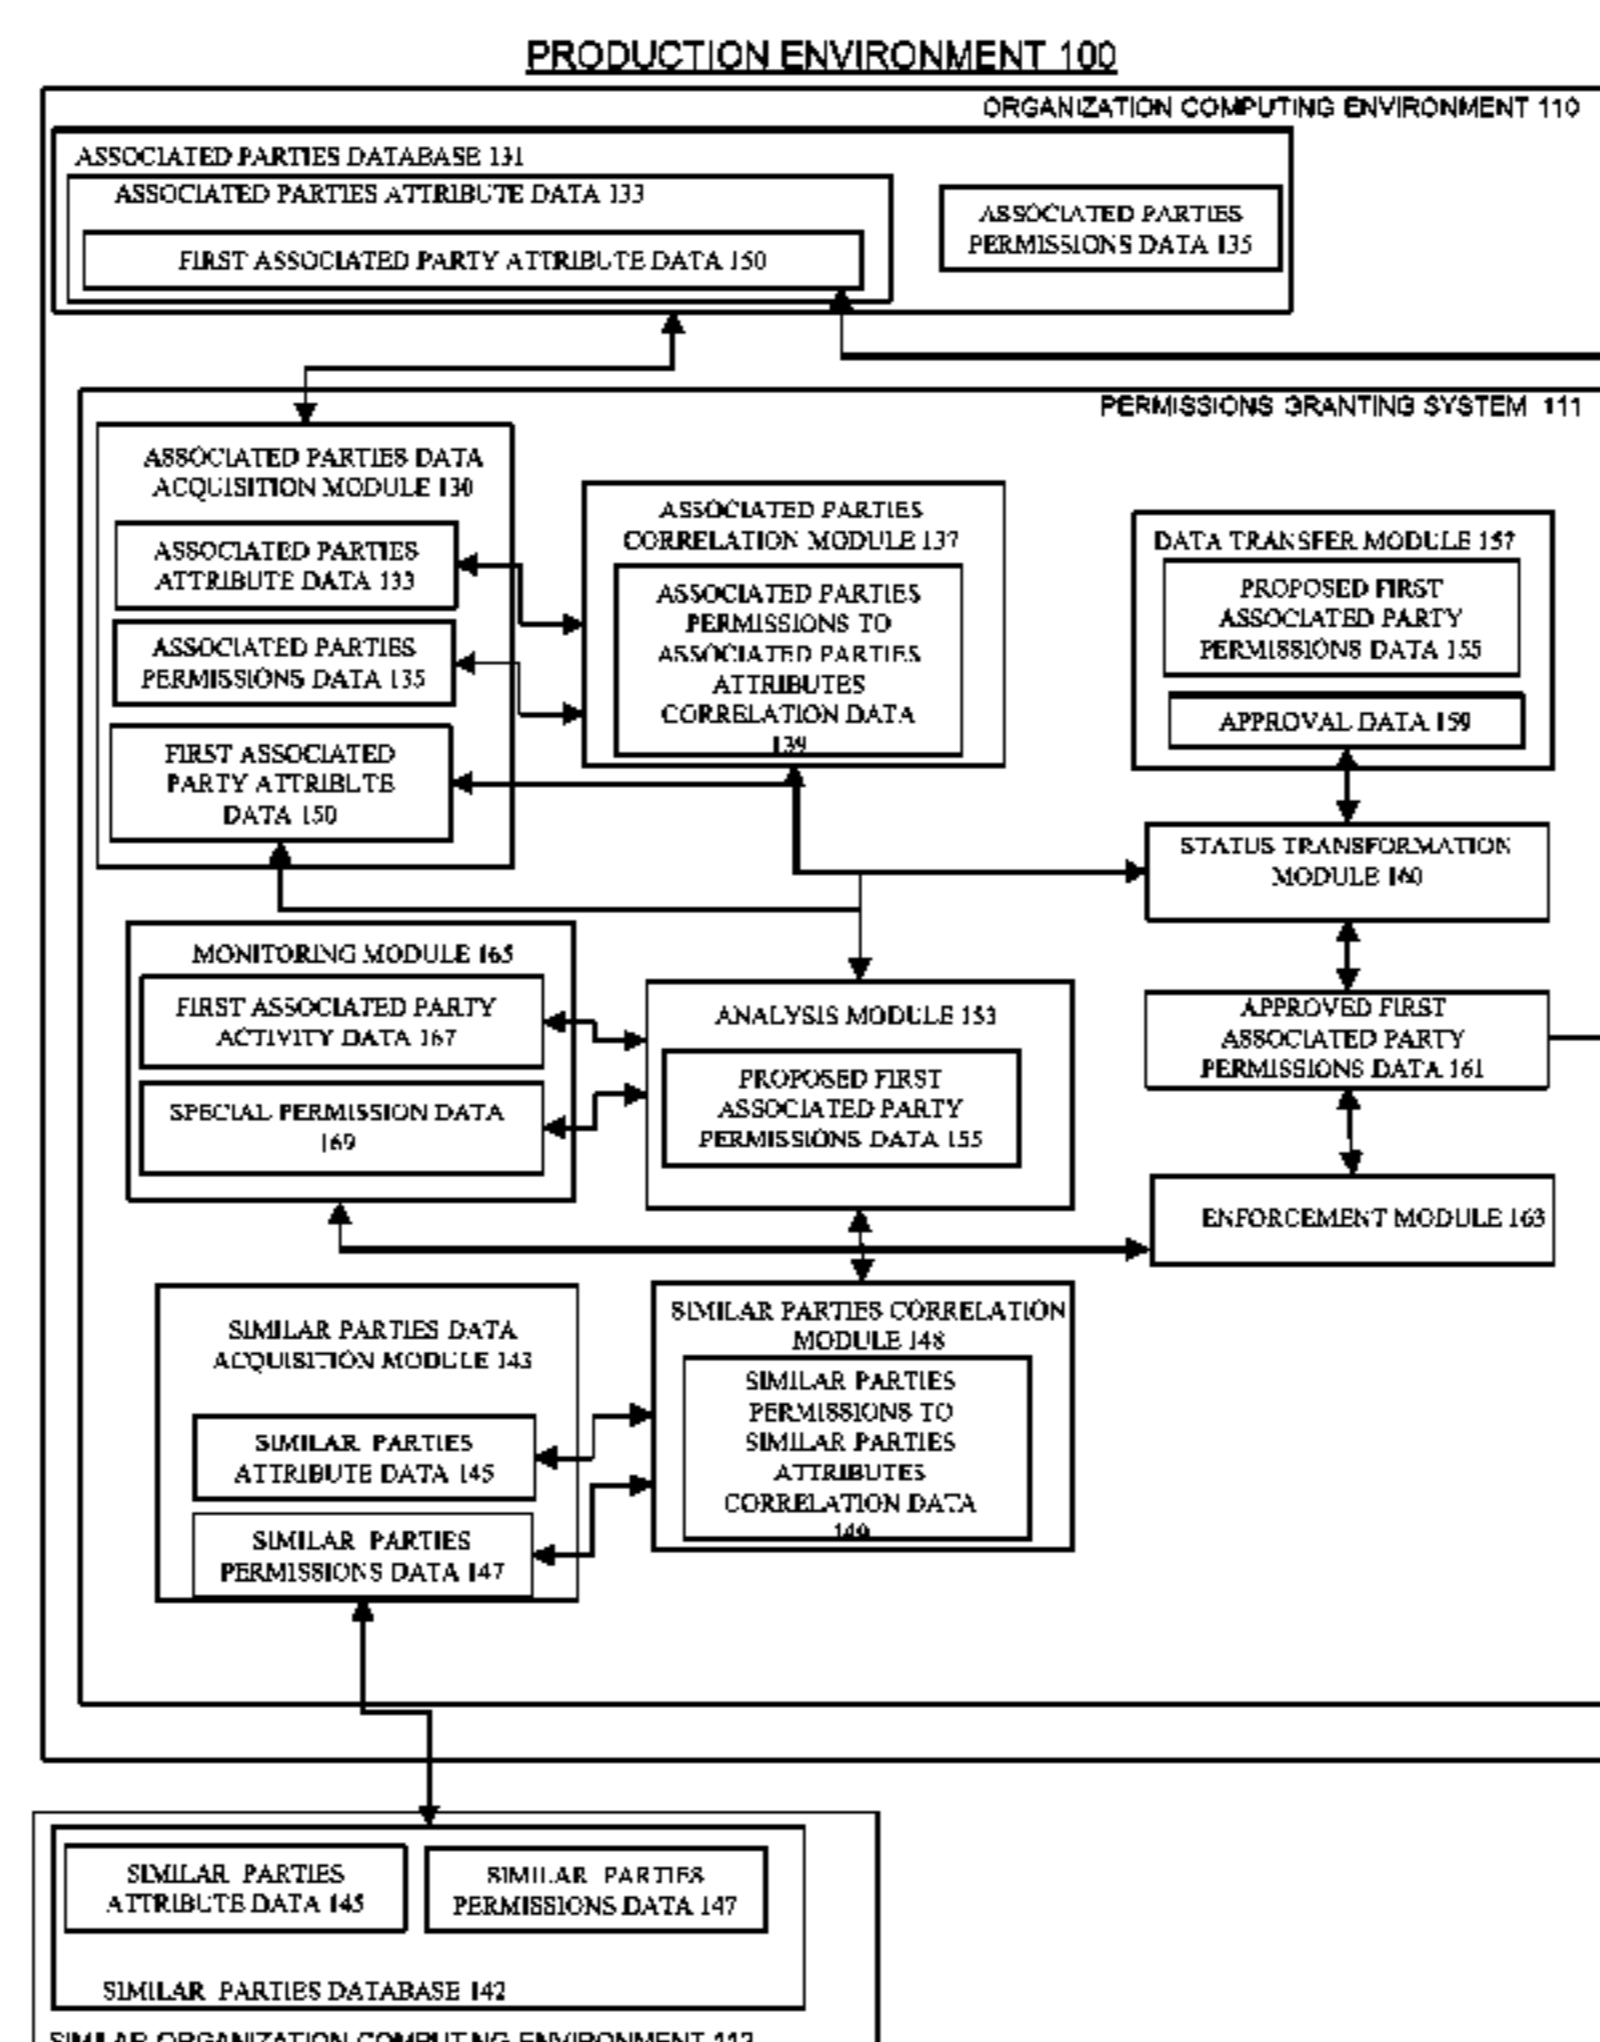 PRODUCTION ENVIRONMENT 100
ORGANIZATION COMPUTING ENVIRONMENT 110
ASSOCIATED PARTIES DATABASE 131
ASSOCIATED PARTIES ATTRIBUTE DATA 133
FIRST ASSOCIATED PARTY ATTRIBUTE DATA 150
ASSOCIATED PARTIES
PERMISSIONS DATA 135
PERMISSIONS GRANTING SYSTEM 111
ASSOCIATED PARTIES DATA
ACQUISITION MODULE 130
ASSOCIATED PARTIES
ATTRIBUTE DATA 133
ASSOCIATED PARTIES
PERMISSIONS DATA 135
FIRST ASSOCIATED
PARTY ATTRIBUTE
DATA 150
ASSOCIATED PARTIES
CORRELATION MODULE 137
ASSOCIATED PARTIES
PERMISSIONS TO
ASSOCIATED PARTIES
ATTRIBUTES
CORRELATION DATA
139
DATA TRANSFER MODULE 157
PROPOSED FIRST
ASSOCIATED PARTY
PERMISSIONS DATA 155
APPROVAL DATA 159
STATUS TRANSFORMATION
MODULE 160
MONITORING MODULE 165
FIRST ASSOCIATED PARTY
ACTIVITY DATA 167
SPECIAL PERMISSION DATA
169
ANALYSIS MODULE 153
PROPOSED FIRST
ASSOCIATED PARTY
PERMISSIONS DATA 155
APPROVED FIRST
ASSOCIATED PARTY
PERMISSIONS DATA 161
ENFORCEMENT MODULE 163
SIMILAR PARTIES DATA
ACQUISITION MODULE 143
SIMILAR PARTIES
ATTRIBUTE DATA 145
SIMILAR PARTIES
PERMISSIONS DATA 147
SIMILAR PARTIES CORRELATION
MODULE 148
SIMILAR PARTIES
PERMISSIONS TO
SIMILAR PARTIES
ATTRIBUTES
CORRELATION DATA
149
SIMILAR PARTIES
ATTRIBUTE DATA 145
SIMILAR PARTIES
PERMISSIONS DATA 147
SIMILAR PARTIES DATABASE 142
SIMILAR ORGANIZATION COMPUTING ENVIRONMENT 112